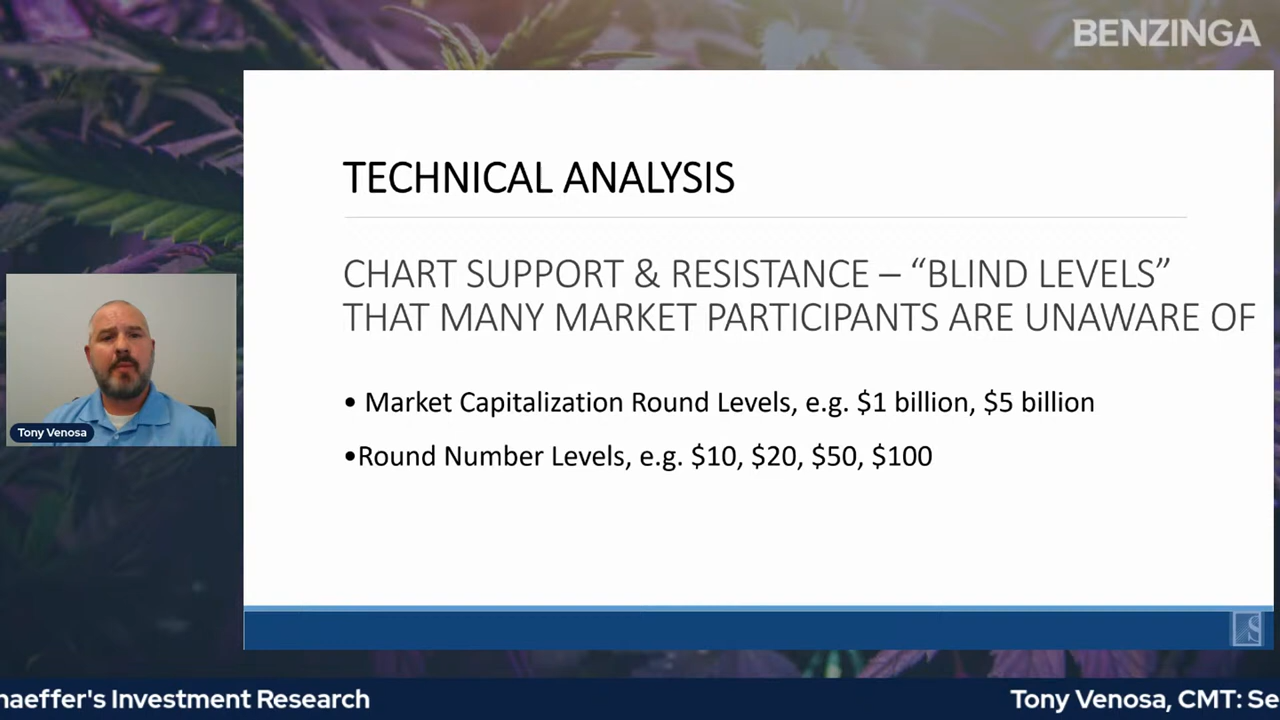 BENZINGA
TECHNICAL ANALYSIS
CHART SUPPORT & RESISTANCE – “BLIND LEVELS”
THAT MANY MARKET PARTICIPANTS ARE UNAWARE OF
• Market Capitalization Round Levels, e.g. $1 billion, $5 billion
•Round Number Levels, e.g. $10, $20, $50, $100
Tony Venosa
haeffer's Investment Research
Tony Venosa, CMT: Se